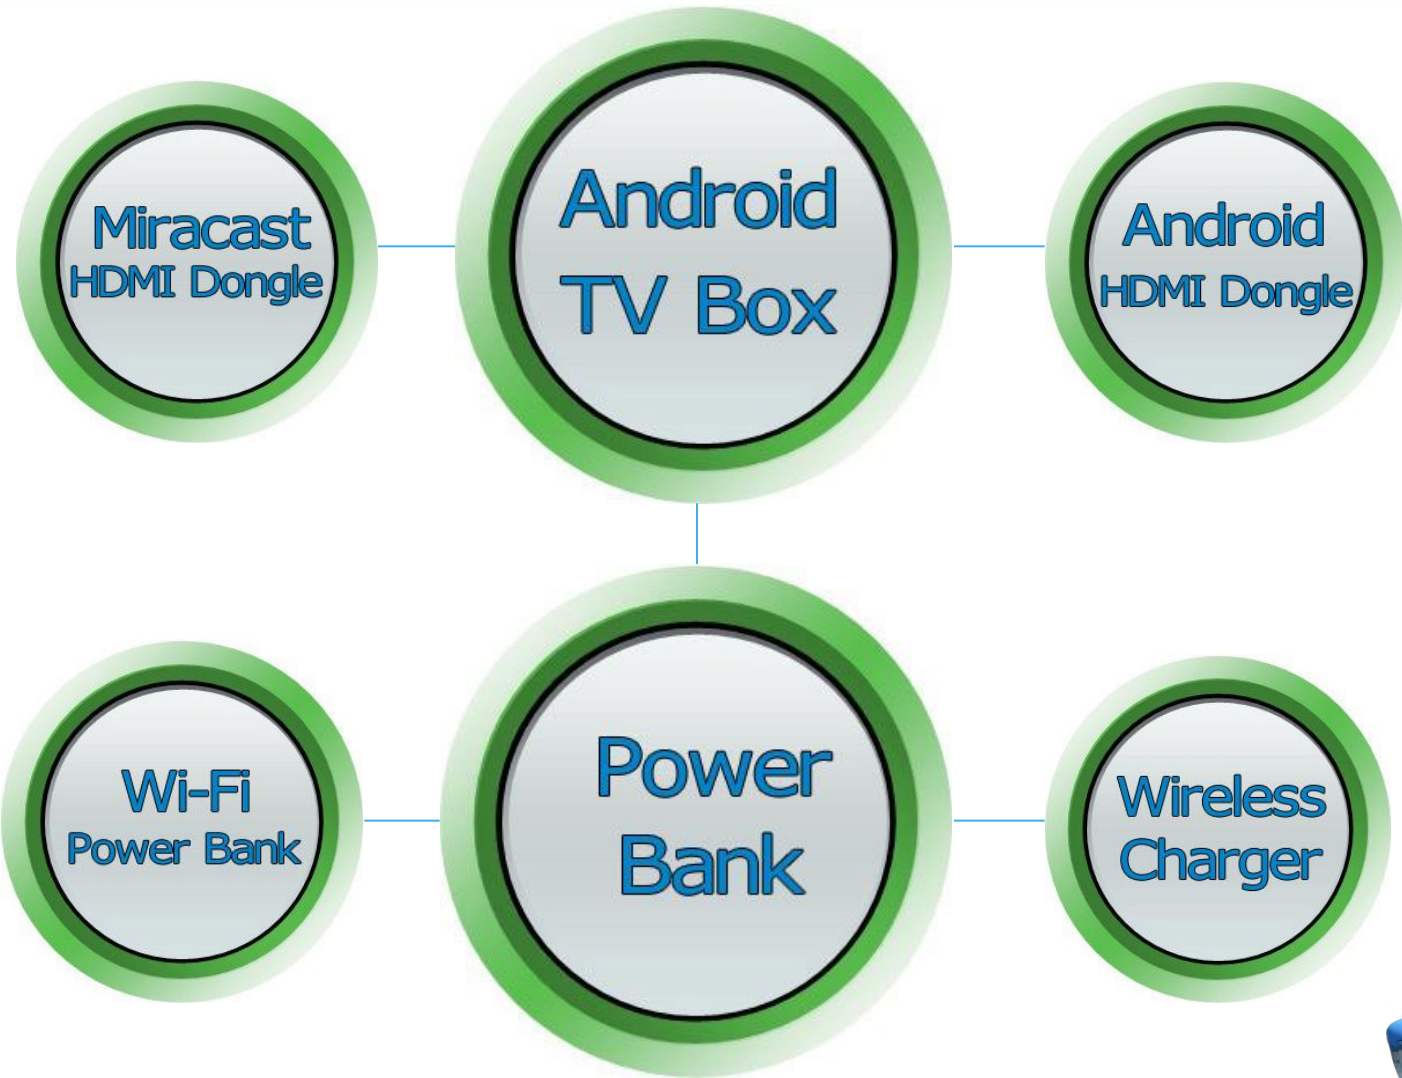 Miracast
HDMI Dongle
Android
TV Box
Android
HDMI Dongle
Wi-Fi
Power Bank
Power
Bank
Wireless
Charger